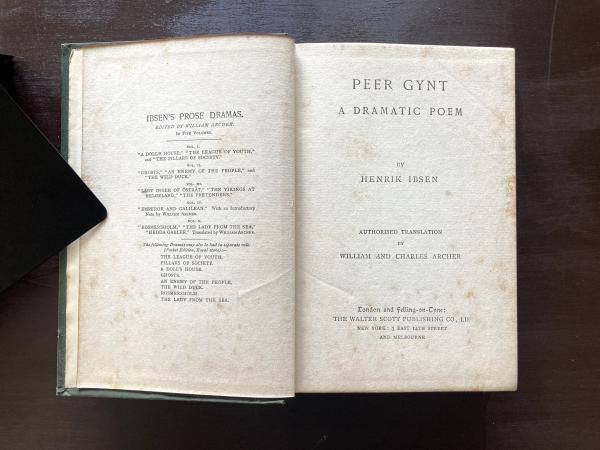 IBSEN'S PROSE DRAMAS.
EDITED BY WILLIAM ARCHER.
IN FIVE VOLUMES.
VOL. I.
"A DOLL'S HOUSE," "THE LEAGUE OF YOUTH,"
and "THE PILLARS OF SOCIETY."
VOL. II.
"GHOSTS," "AN ENEMY OF THE PEOPLE," and
"THE WILD DUCK."
VOL. III.
"LADY INGER OF ÖSTRÅT," "THE VIKINGS AT
HELGELAND," "THE PRETENDERS."
VOL. IV.
"EMPEROR AND GALILEAN." With an Introductory
Note by WILLIAM ARCHER.
VOL. V.
"ROSMERSHOLM," "THE LADY FROM THE SEA,"
"HEDDA GABLER." Translated by WILLIAM ARCHER.
The following Dramas may also be had in separate vols.
(Pocket Edition, Royal 16mo):—
THE LEAGUE OF YOUTH.
PILLARS OF SOCIETY.
A DOLL'S HOUSE.
GHOSTS.
AN ENEMY OF THE PEOPLE.
THE WILD DUCK.
ROSMERSHOLM.
THE LADY FROM THE SEA.
PEER GYNT
A DRAMATIC POEM
BY
HENRIK IBSEN
AUTHORISED TRANSLATION
BY
WILLIAM AND CHARLES ARCHER
London and Felling-on-Tyne:
THE WALTER SCOTT PUBLISHING CO., LTD
NEW YORK: 3 EAST 14TH STREET
AND MELBOURNE